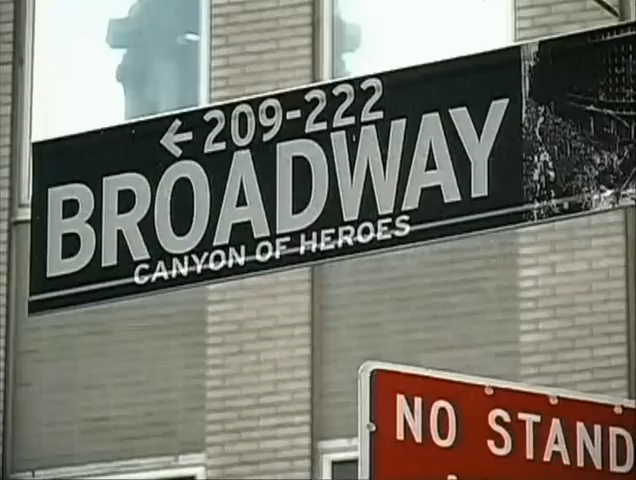 ← 209-222
BROADWAY
CANYON OF HEROES
NO STAND